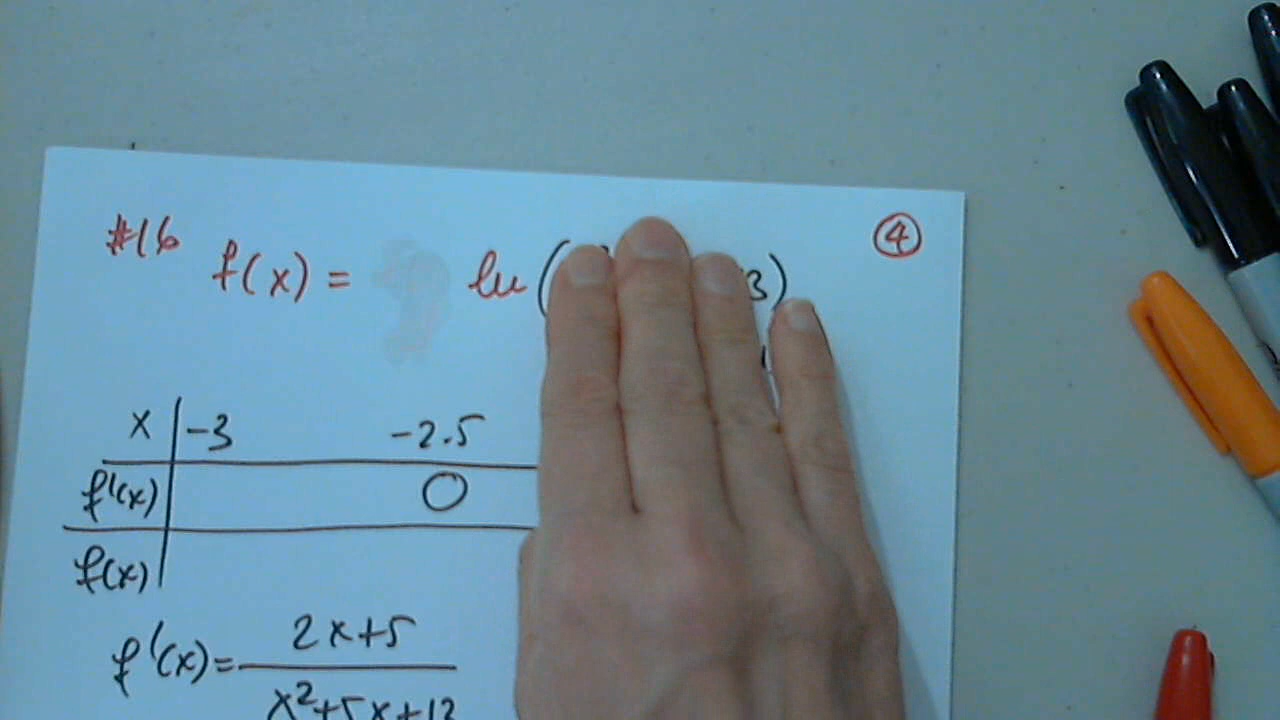 #16 f(x) = ln ( 3) ④
x -3 -2.5
f'(x) 0
f(x)
f'(x)= 2x+5
x²+5x+13